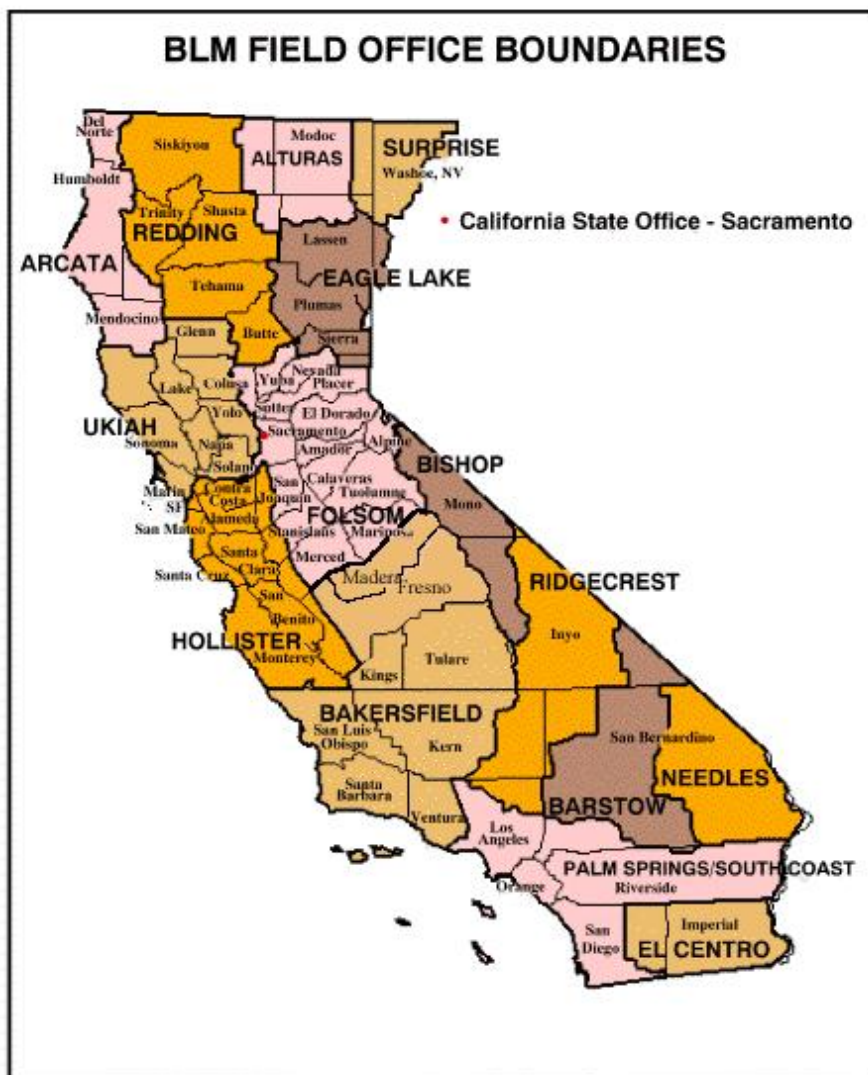 BLM FIELD OFFICE BOUNDARIES
Del
Norte
Siskiyou
Modoc
ALTURAS
SURPRISE
Washoe, NV
Humboldt
Trinity
Shasta
REDDING
California State Office - Sacramento
Lassen
ARCATA
EAGLE LAKE
Tehama
Plumas
Mendocino
Glenn
Butte
Sierra
Lake
Colusa
Yuba
Nevada
Placer
Sutter
Yolo
El Dorado
UKIAH
Sonoma
Sacramento
Napa
Amador
Alpine
Solano
BISHOP
Marin
Contra
Costa
San
Joaquin
Calaveras
Tuolumne
Mono
SF
Alameda
FOLSOM
San Mateo
Stanislaus
Mariposa
Santa
Clara
Merced
Santa Cruz
Madera
Fresno
RIDGECREST
San
Benito
HOLLISTER
Monterey
Inyo
Kings
Tulare
BAKERSFIELD
San Luis
Obispo
Kern
San Bernardino
NEEDLES
Santa
Barbara
BARSTOW
Ventura
Los
Angeles
PALM SPRINGS/SOUTH COAST
Orange
Riverside
San
Diego
Imperial
EL CENTRO